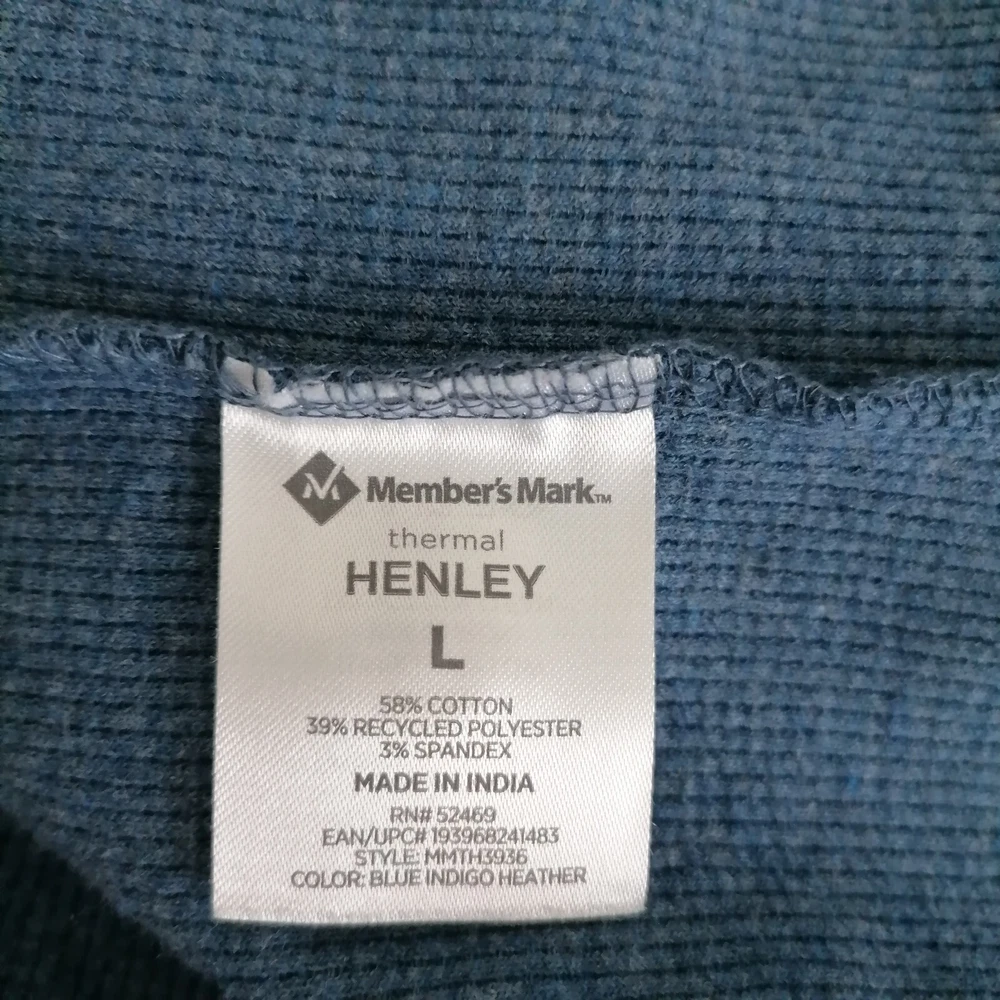 Member's Mark™
thermal
HENLEY
L
58% COTTON
39% RECYCLED POLYESTER
3% SPANDEX
MADE IN INDIA
RN# 52469
EAN/UPC# 193968241483
STYLE: MMTH3936
COLOR: BLUE INDIGO HEATHER